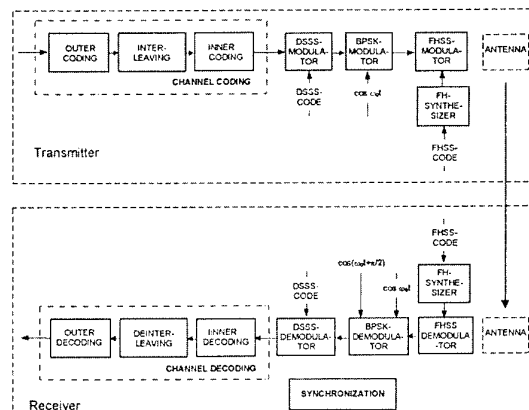 OUTER
CODING
INTER-
LEAVING
INNER
CODING
CHANNEL CODING
DSSS-
MODULA-
TOR
BPSK-
MODULA-
TOR
FHSS-
MODULA-
TOR
ANTENNA
DSSS-
CODE
cos ω₀t
FH-
SYNTHE-
SIZER
FHSS-
CODE
Transmitter
FHSS-
CODE
cos(ω₀t+π/2)
cos ω₀t
FH-
SYNTHE-
SIZER
DSSS-
CODE
OUTER
DECODING
DEINTER-
LEAVING
INNER
DECODING
CHANNEL DECODING
DSSS-
DEMODULA-
TOR
BPSK-
DEMODULA-
TOR
FHSS
DEMODULA-
TOR
ANTENNA
SYNCHRONIZATION
Receiver